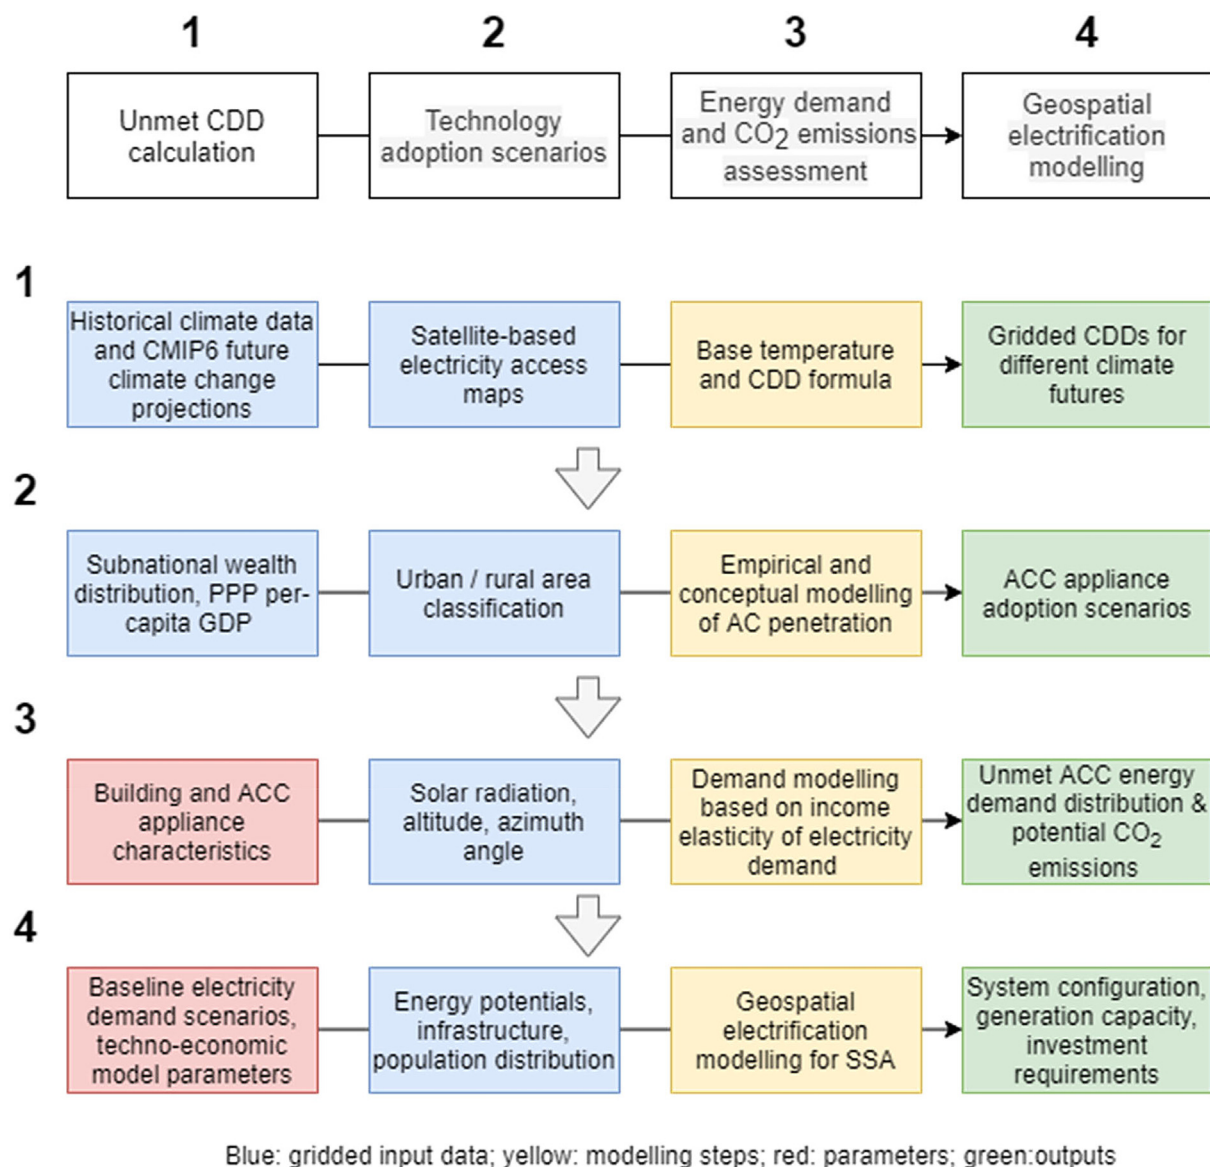 1
2
3
4
Unmet CDD
calculation
Technology
adoption scenarios
Energy demand
and CO2 emissions
assessment
Geospatial
electrification
modelling
1
Historical climate data
and CMIP6 future
climate change
projections
Satellite-based
electricity access
maps
Base temperature
and CDD formula
Gridded CDDs for
different climate
futures
2
Subnational wealth
distribution, PPP per-
capita GDP
Urban / rural area
classification
Empirical and
conceptual modelling
of AC penetration
ACC appliance
adoption scenarios
3
Building and ACC
appliance
characteristics
Solar radiation,
altitude, azimuth
angle
Demand modelling
based on income
elasticity of electricity
demand
Unmet ACC energy
demand distribution &
potential CO2
emissions
4
Baseline electricity
demand scenarios,
techno-economic
model parameters
Energy potentials,
infrastructure,
population distribution
Geospatial
electrification
modelling for SSA
System configuration,
generation capacity,
investment
requirements
Blue: gridded input data; yellow: modelling steps; red: parameters; green:outputs